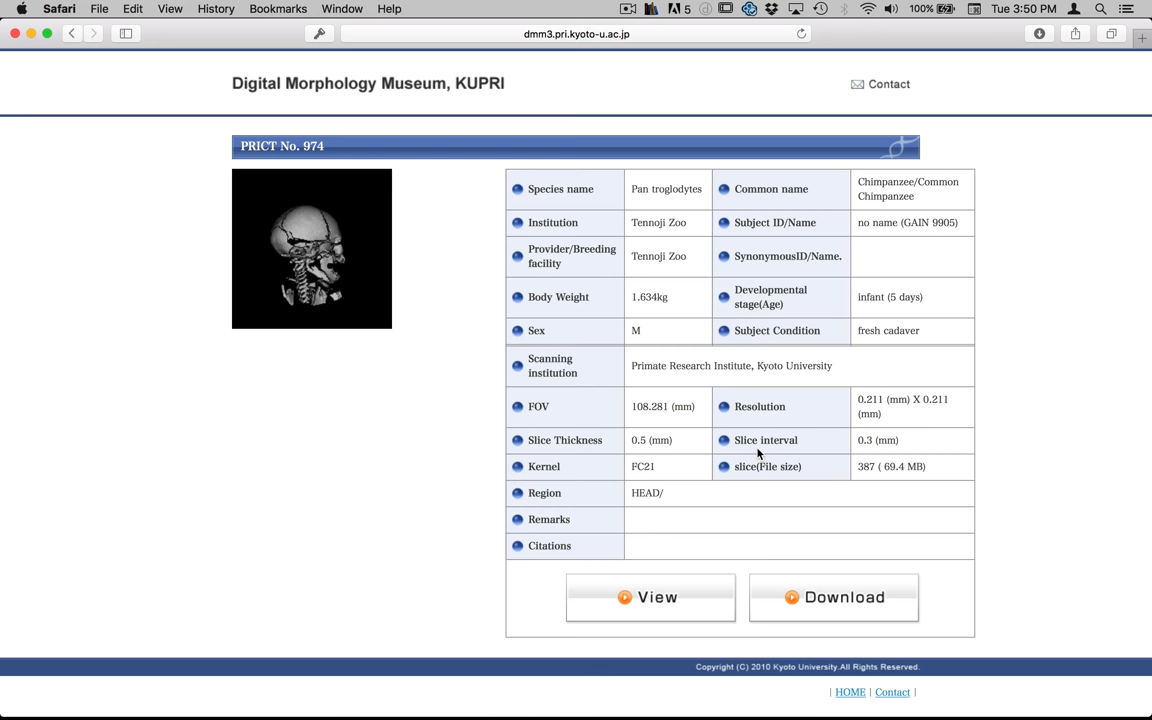 Safari File Edit View History Bookmarks Window Help 5 100% Tue 3:50 PM
dmm3.pri.kyoto-u.ac.jp
Digital Morphology Museum, KUPRI
Contact
PRICT No. 974
Species name Pan troglodytes Common name Chimpanzee/Common
Chimpanzee
Institution Tennoji Zoo Subject ID/Name no name (GAIN 9905)
Provider/Breeding
facility Tennoji Zoo SynonymousID/Name.
Body Weight 1.634kg Developmental
stage(Age) infant (5 days)
Sex M Subject Condition fresh cadaver
Scanning
institution Primate Research Institute, Kyoto University
FOV 108.281 (mm) Resolution 0.211 (mm) X 0.211
(mm)
Slice Thickness 0.5 (mm) Slice interval 0.3 (mm)
Kernel FC21 slice(File size) 387 ( 69.4 MB)
Region HEAD/
Remarks
Citations
View Download
Copyright (C) 2010 Kyoto University.All Rights Reserved.
| HOME | Contact |